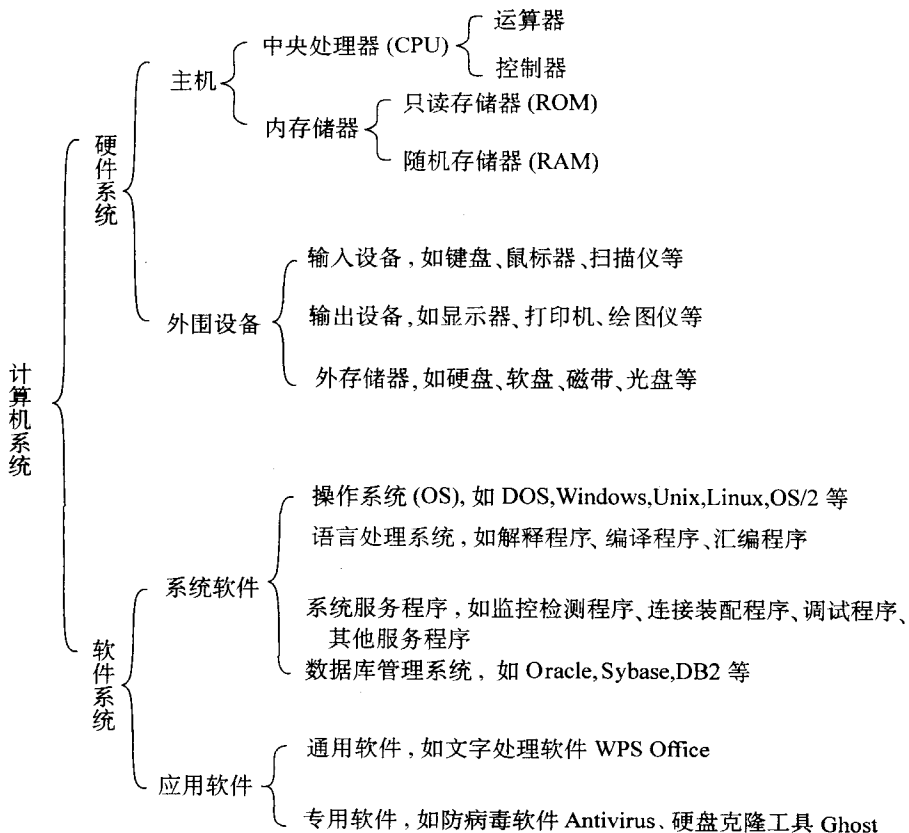 计算机系统
硬件系统
主机
中央处理器 (CPU)
运算器
控制器
内存储器
只读存储器 (ROM)
随机存储器 (RAM)
外围设备
输入设备,如键盘、鼠标器、扫描仪等
输出设备,如显示器、打印机、绘图仪等
外存储器,如硬盘、软盘、磁带、光盘等
软件系统
系统软件
操作系统 (OS), 如 DOS,Windows,Unix,Linux,OS/2 等
语言处理系统,如解释程序、编译程序、汇编程序
系统服务程序,如监控检测程序、连接装配程序、调试程序、
其他服务程序
数据库管理系统,如 Oracle,Sybase,DB2 等
应用软件
通用软件,如文字处理软件 WPS Office
专用软件,如防病毒软件 Antivirus、硬盘克隆工具 Ghost